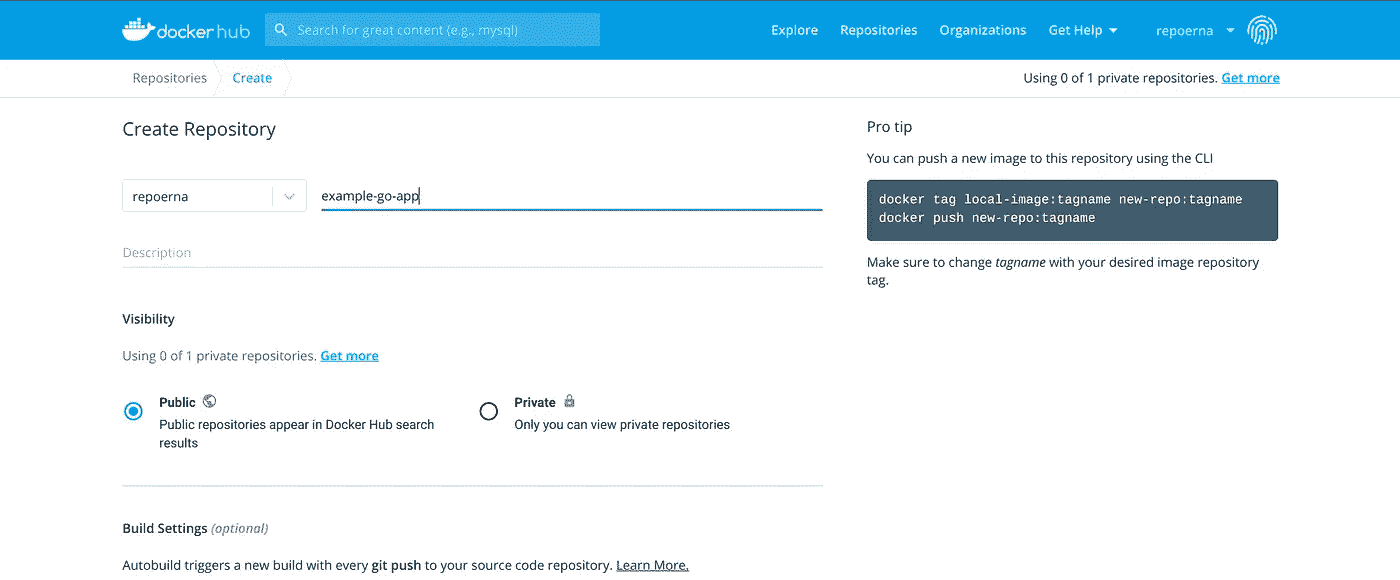 docker hub
Search for great content (e.g., mysql)
Explore
Repositories
Organizations
Get Help
repoerna
Repositories
Create
Using 0 of 1 private repositories. Get more
Create Repository
repoerna
example-go-app
Description
Visibility
Using 0 of 1 private repositories. Get more
Public
Public repositories appear in Docker Hub search
results
Private
Only you can view private repositories
Build Settings (optional)
Autobuild triggers a new build with every git push to your source code repository. Learn More.
Pro tip
You can push a new image to this repository using the CLI
docker tag local-image:tagname new-repo:tagname
docker push new-repo:tagname
Make sure to change tagname with your desired image repository
tag.